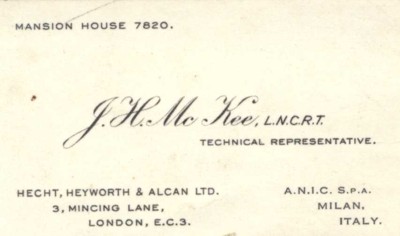 MANSION HOUSE 7820.
J. H. Mc Kee, L.N.C.R.T.
TECHNICAL REPRESENTATIVE.
HECHT, HEYWORTH & ALCAN LTD.
3, MINCING LANE,
LONDON, E.C.3.
A.N.I.C. S.P.A.
MILAN,
ITALY.